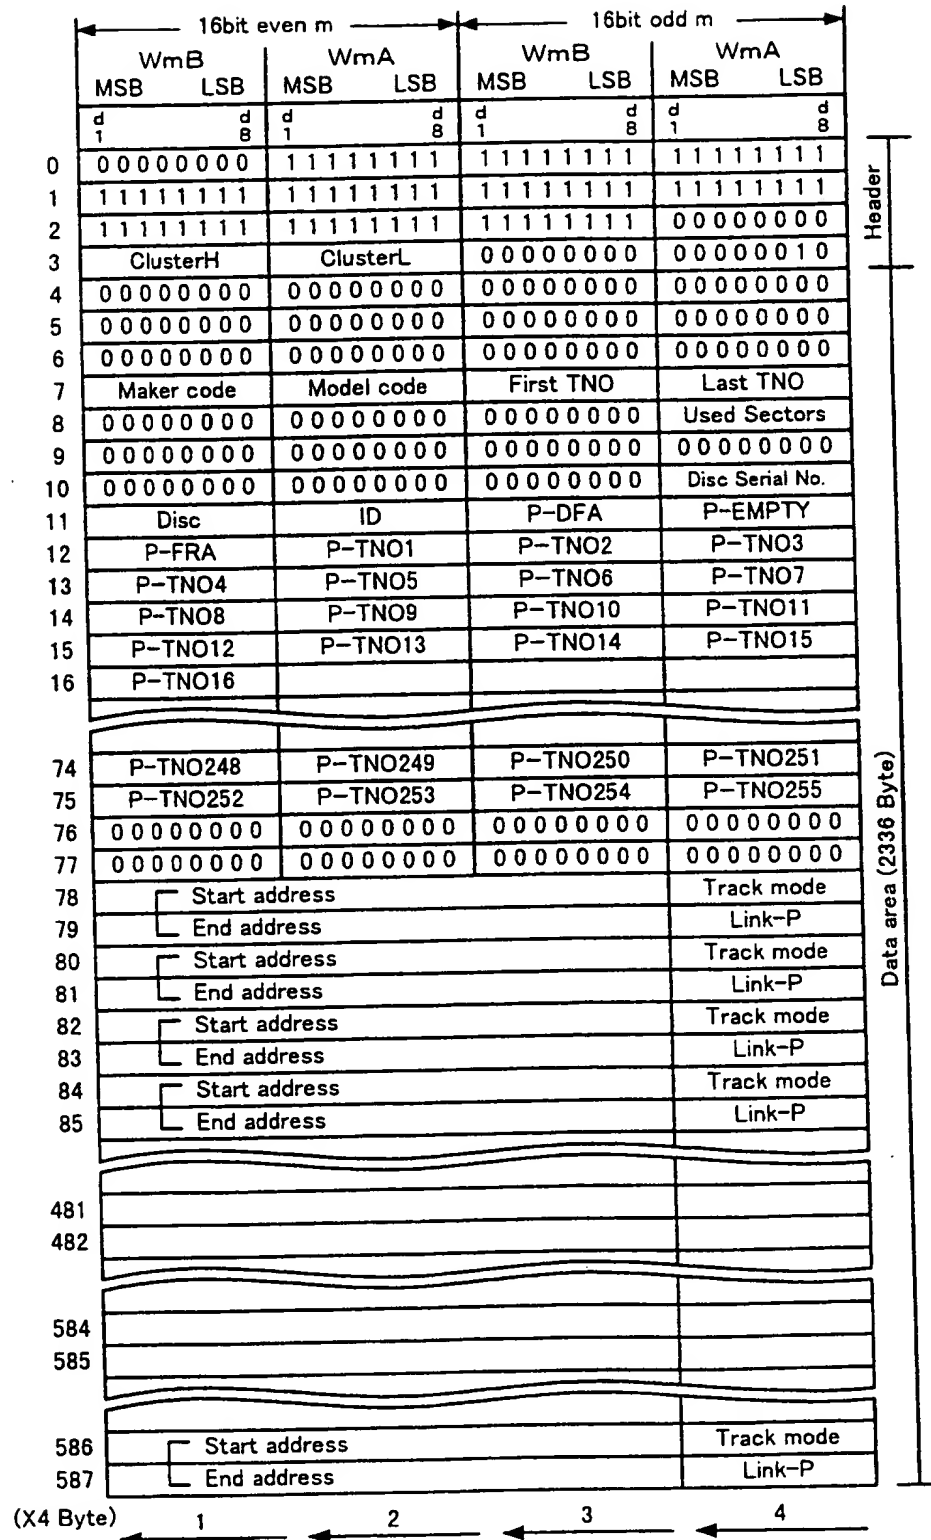 16bit even m 16bit odd m
WmB WmA WmB WmA
MSB LSB MSB LSB MSB LSB MSB LSB
d d d d d d d d
1 8 1 8 1 8 1 8
0 00000000 11111111 11111111 11111111
1 11111111 11111111 11111111 11111111
2 11111111 11111111 11111111 00000000
3 ClusterH ClusterL 00000000 00000010
Header
4 00000000 00000000 00000000 00000000
5 00000000 00000000 00000000 00000000
6 00000000 00000000 00000000 00000000
7 Maker code Model code First TNO Last TNO
8 00000000 00000000 00000000 Used Sectors
9 00000000 00000000 00000000 00000000
10 00000000 00000000 00000000 Disc Serial No.
11 Disc ID P-DFA P-EMPTY
12 P-FRA P-TNO1 P-TNO2 P-TNO3
13 P-TNO4 P-TNO5 P-TNO6 P-TNO7
14 P-TNO8 P-TNO9 P-TNO10 P-TNO11
15 P-TNO12 P-TNO13 P-TNO14 P-TNO15
16 P-TNO16
74 P-TNO248 P-TNO249 P-TNO250 P-TNO251
75 P-TNO252 P-TNO253 P-TNO254 P-TNO255
76 00000000 00000000 00000000 00000000
77 00000000 00000000 00000000 00000000
78 Start address Track mode
79 End address Link-P
80 Start address Track mode
81 End address Link-P
82 Start address Track mode
83 End address Link-P
84 Start address Track mode
85 End address Link-P
Data area (2336 Byte)
481
482
584
585
586 Start address Track mode
587 End address Link-P
(X4 Byte) 1 2 3 4